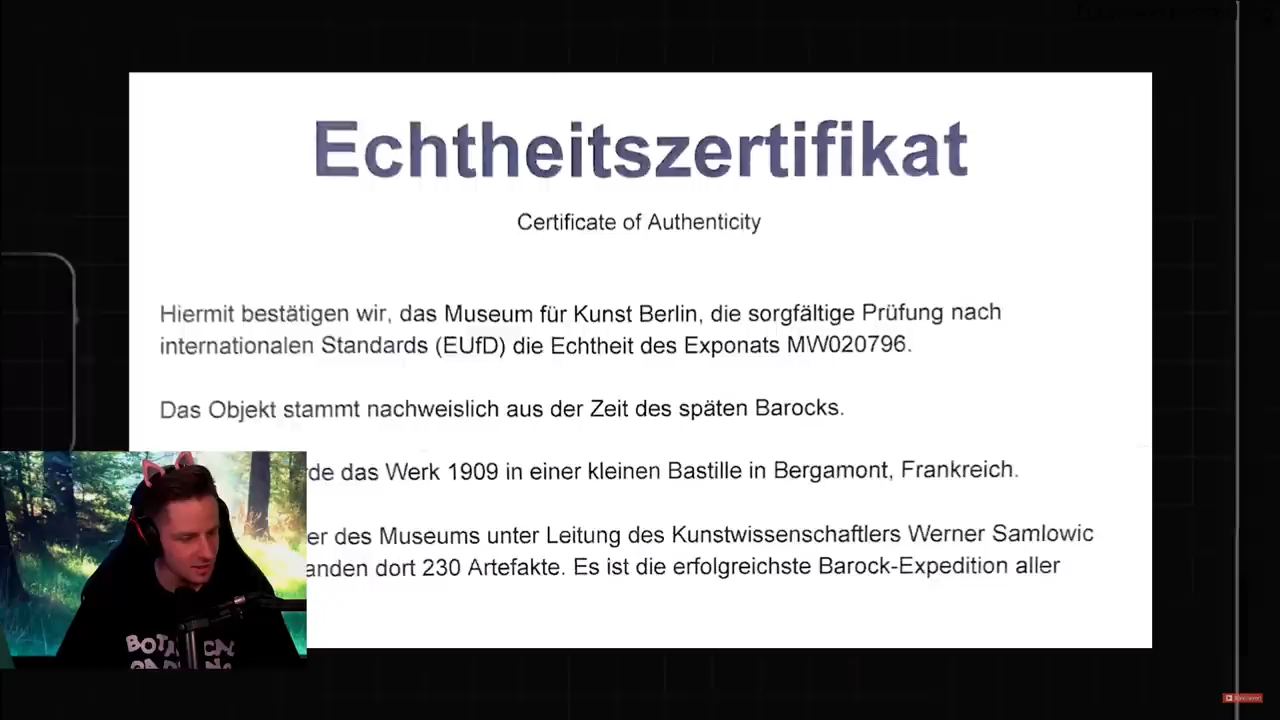 Echtheitszertifikat
Certificate of Authenticity
Hiermit bestätigen wir, das Museum für Kunst Berlin, die sorgfältige Prüfung nach
internationalen Standards (EUfD) die Echtheit des Exponats MW020796.
Das Objekt stammt nachweislich aus der Zeit des späten Barocks.
das Werk 1909 in einer kleinen Bastille in Bergamont, Frankreich.
des Museums unter Leitung des Kunstwissenschaftlers Werner Samlowic
dort 230 Artefakte. Es ist die erfolgreichste Barock-Expedition aller